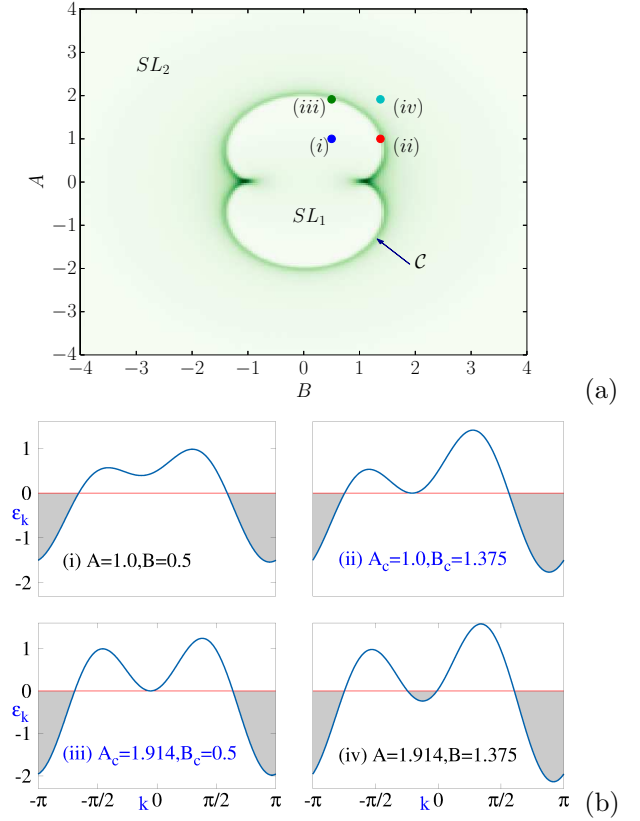 4
3
2
1
0
−1
−2
−3
−4
A
SL₂
(iii)
(iv)
(i)
(ii)
SL₁
𝒞
−4 −3 −2 −1 0 1 2 3 4
B
(a)
1
0
εk
-1
-2
(i) A=1.0,B=0.5
(ii) Ac=1.0,Bc=1.375
1
0
εk
-1
-2
(iii) Ac=1.914,Bc=0.5
(iv) A=1.914,B=1.375
-π -π/2 k 0 π/2 π
-π -π/2 k 0 π/2 π
(b)